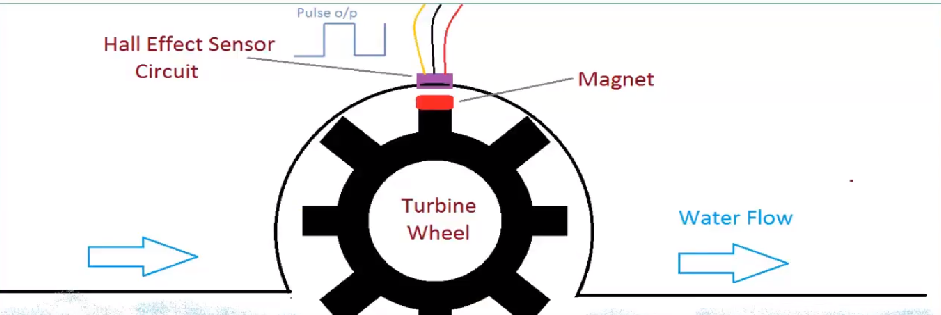 Pulse o/p
Hall Effect Sensor
Circuit
Magnet
Turbine
Wheel
Water Flow